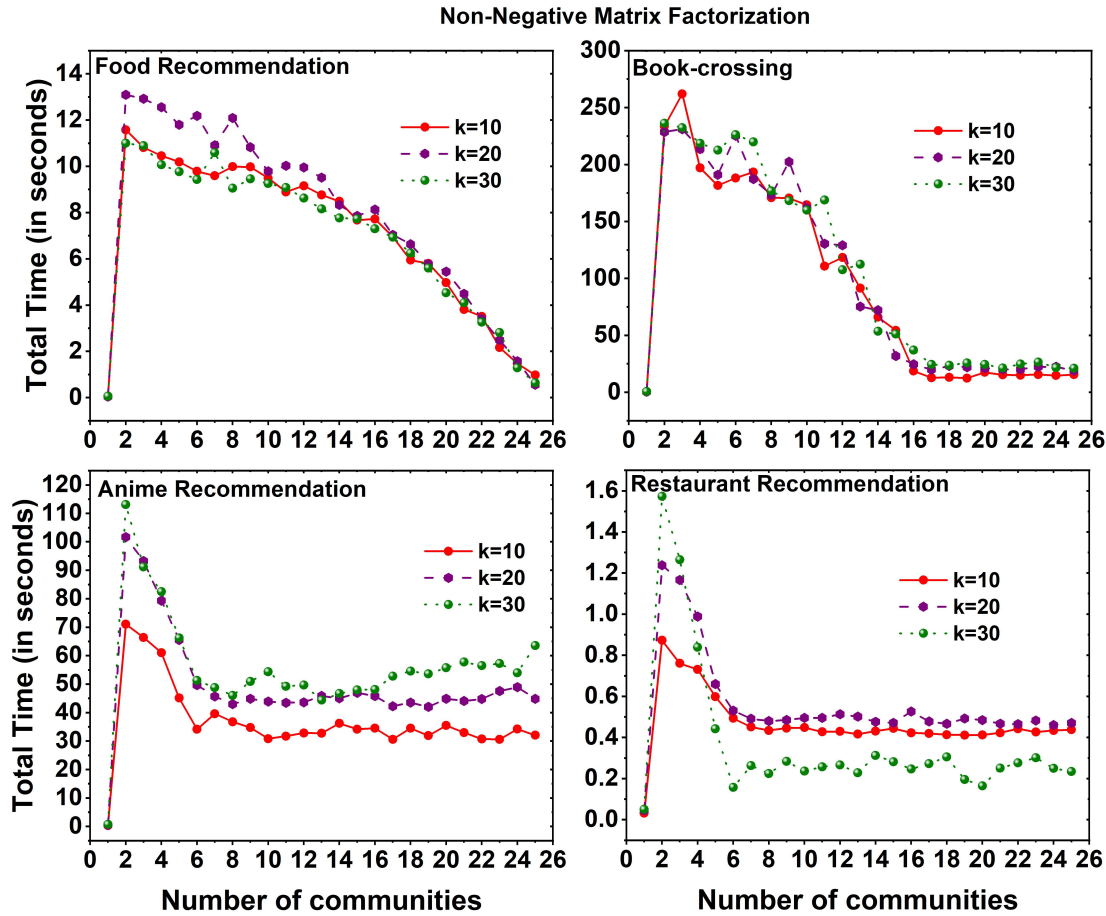 Non-Negative Matrix Factorization
Food Recommendation
k=10
k=20
k=30
Total Time (in seconds)
14
12
10
8
6
4
2
0
0 2 4 6 8 10 12 14 16 18 20 22 24 26
Book-crossing
k=10
k=20
k=30
300
250
200
150
100
50
0
0 2 4 6 8 10 12 14 16 18 20 22 24 26
Anime Recommendation
k=10
k=20
k=30
Total Time (in seconds)
120
110
100
90
80
70
60
50
40
30
20
10
0
0 2 4 6 8 10 12 14 16 18 20 22 24 26
Number of communities
Restaurant Recommendation
k=10
k=20
k=30
1.6
1.4
1.2
1.0
0.8
0.6
0.4
0.2
0.0
0 2 4 6 8 10 12 14 16 18 20 22 24 26
Number of communities